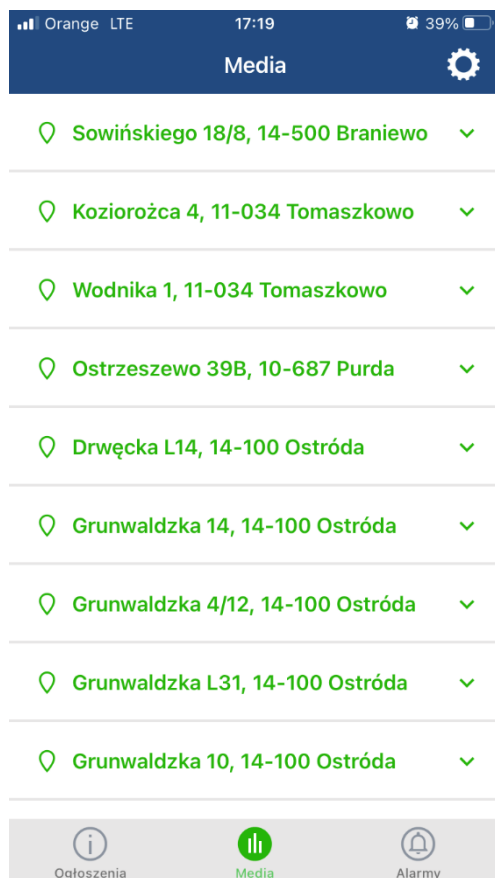 Orange LTE 17:19 39%
Media
Sowińskiego 18/8, 14-500 Braniewo
Koziorożca 4, 11-034 Tomaszkowo
Wodnika 1, 11-034 Tomaszkowo
Ostrzeszewo 39B, 10-687 Purda
Drwęcka L14, 14-100 Ostróda
Grunwaldzka 14, 14-100 Ostróda
Grunwaldzka 4/12, 14-100 Ostróda
Grunwaldzka L31, 14-100 Ostróda
Grunwaldzka 10, 14-100 Ostróda
Ogłoszenia Media Alarmy